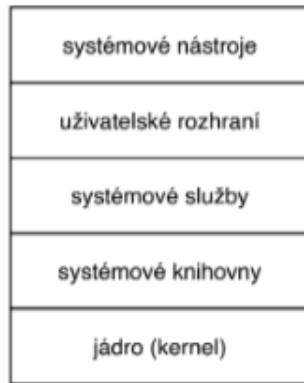 systémové nástroje
uživatelské rozhraní
systémové služby
systémové knihovny
jádro (kernel)